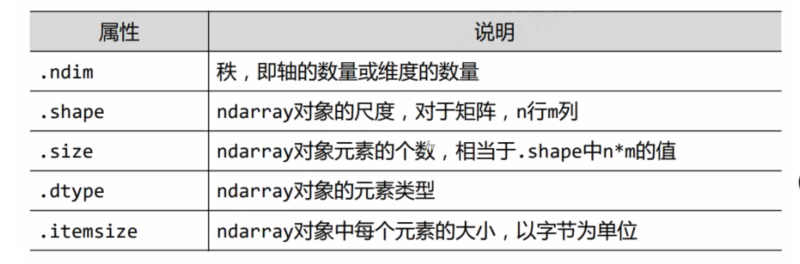 属性 说明
.ndim 秩，即轴的数量或维度的数量
.shape ndarray对象的尺度，对于矩阵，n行m列
.size ndarray对象元素的个数，相当于.shape中n*m的值
.dtype ndarray对象的元素类型
.itemsize ndarray对象中每个元素的大小，以字节为单位